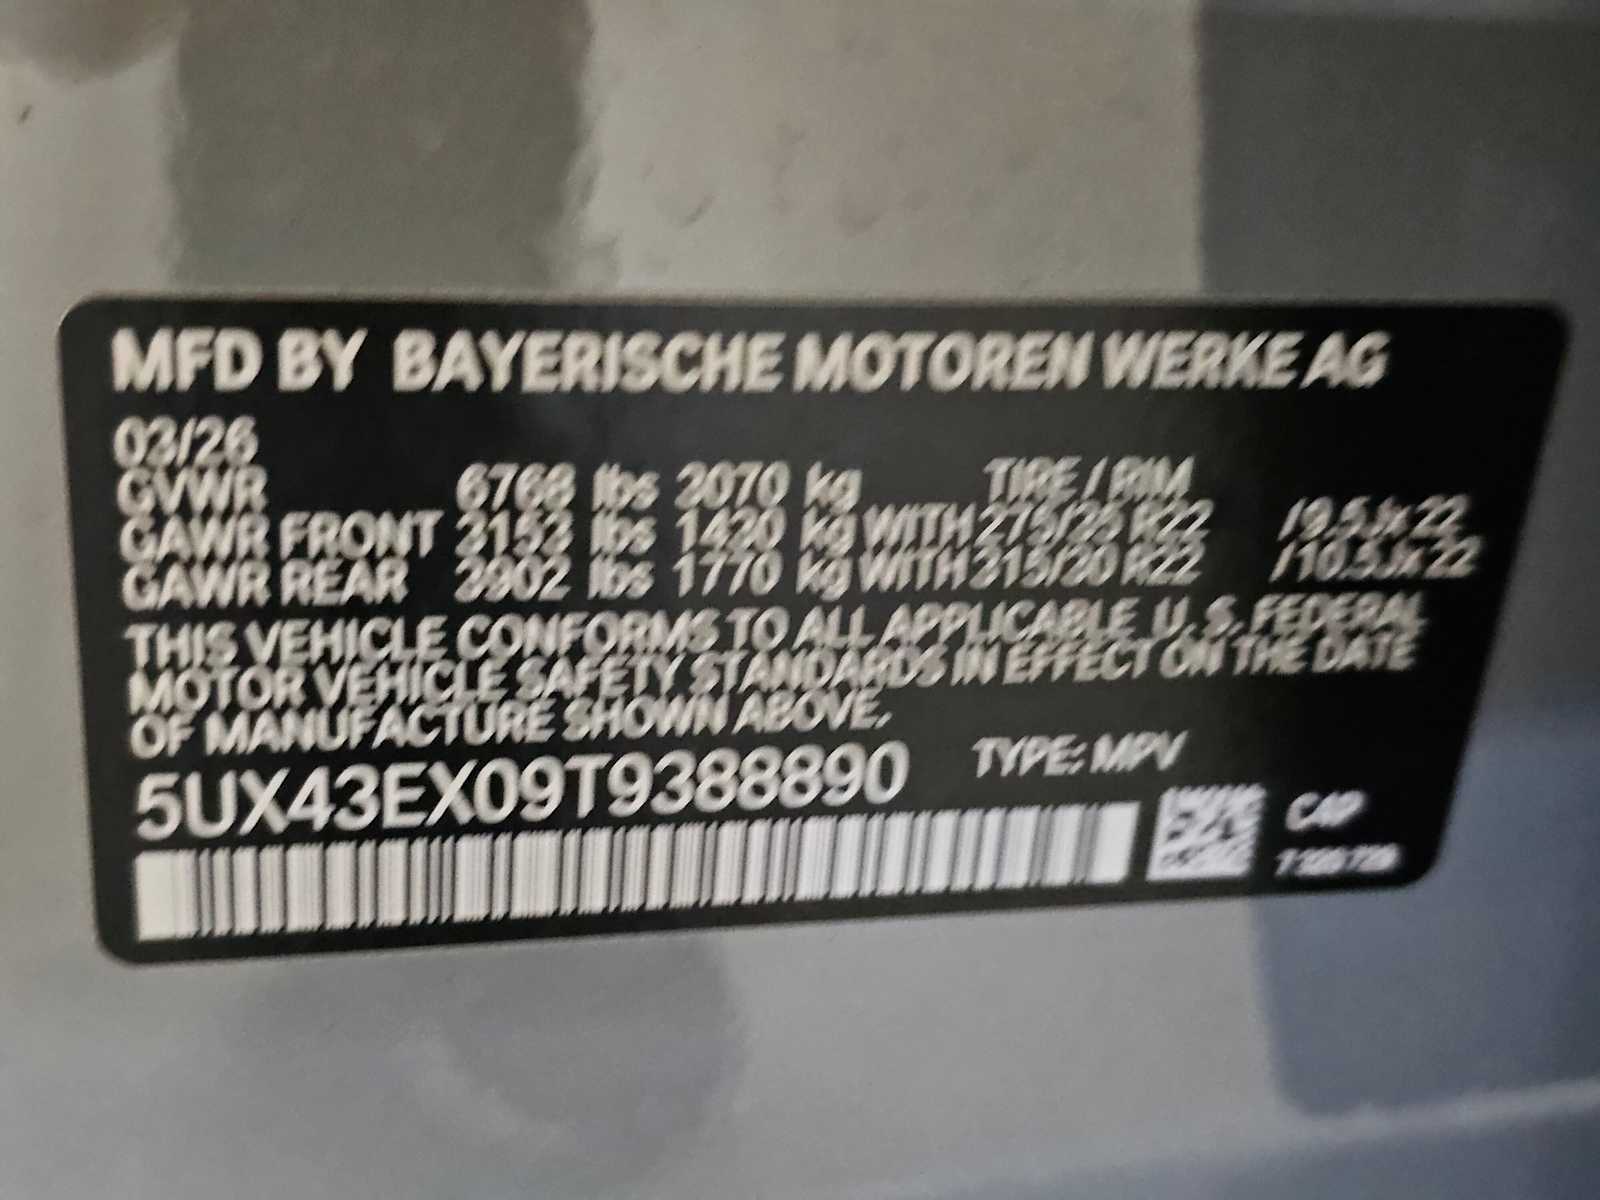 MFD BY BAYERISCHE MOTOREN WERKE AG
03/26
TIRE / RIM
GVWR 6768 lbs 3070 kg
GAWR FRONT 3153 lbs 1430 kg WITH 275/35 R22 /9.5Jx22
GAWR REAR 3902 lbs 1770 kg WITH 315/30 R22 /10.5Jx22
THIS VEHICLE CONFORMS TO ALL APPLICABLE U.S. FEDERAL
MOTOR VEHICLE SAFETY STANDARDS IN EFFECT ON THE DATE
OF MANUFACTURE SHOWN ABOVE.
5UX43EX09T9388890 TYPE: MPV
C4P